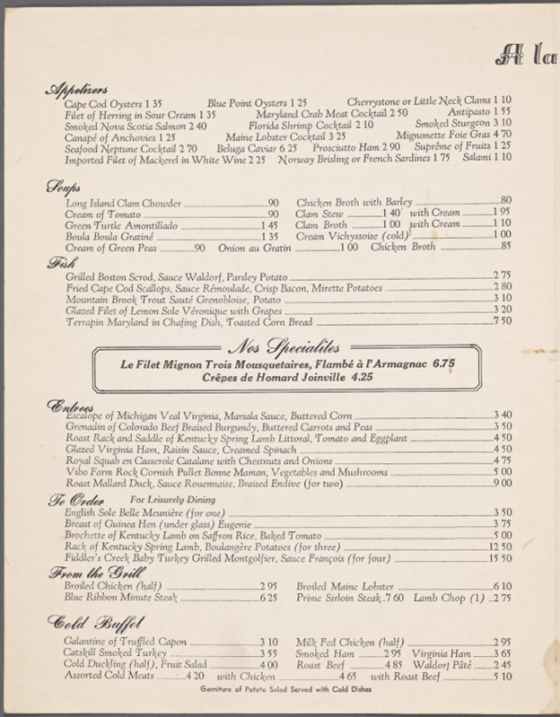 A la
Appetizers
Cape Cod Oysters 1 35 Blue Point Oysters 1 25 Cherrystone or Little Neck Clams 1 10
Filet of Herring in Sour Cream 1 35 Maryland Crab Meat Cocktail 2 50 Antipasto 1 55
Smoked Nova Scotia Salmon 2 40 Florida Shrimp Cocktail 2 10 Smoked Sturgeon 3 10
Canapé of Anchovies 1 25 Maine Lobster Cocktail 3 25 Mignonette Foie Gras 4 70
Seafood Neptune Cocktail 2 70 Beluga Caviar 6 25 Prosciutto Ham 2 90 Suprême of Fruits 1 25
Imported Filet of Mackerel in White Wine 2 25 Norway Brisling or French Sardines 1 75 Salami 1 10
Soups
Long Island Clam Chowder 90 Chicken Broth with Barley 80
Cream of Tomato 90 Clam Stew 1 40 with Cream 1 95
Green Turtle Amontillado 1 45 Clam Broth 1 00 with Cream 1 10
Boula Boula Gratiné 1 35 Cream Vichyssoise (cold) 1 00
Cream of Green Peas 90 Onion au Gratin 1 00 Chicken Broth 85
Fish
Grilled Boston Scrod, Sauce Waldorf, Parsley Potato 2 75
Fried Cape Cod Scallops, Sauce Rémoulade, Crisp Bacon, Mirette Potatoes 2 80
Mountain Brook Trout Sauté Grenobloise, Potato 3 10
Glazed Filet of Lemon Sole Véronique with Grapes 3 20
Terrapin Maryland in Chafing Dish, Toasted Corn Bread 7 50
Nos Specialites
Le Filet Mignon Trois Mousquetaires, Flambé à l'Armagnac 6.75
Crêpes de Homard Joinville 4.25
Entrees
Escalope of Michigan Veal Virginia, Marsala Sauce, Buttered Corn 3 40
Grenadin of Colorado Beef Braised Burgundy, Buttered Carrots and Peas 3 50
Roast Rack and Saddle of Kentucky Spring Lamb Littoral, Tomato and Eggplant 4 50
Glazed Virginia Ham, Raisin Sauce, Creamed Spinach 4 50
Royal Squab en Casserole Catalane with Chestnuts and Onions 4 75
Vibo Farm Rock Cornish Pullet Bonne Maman, Vegetables and Mushrooms 5 00
Roast Mallard Duck, Sauce Rouennaise, Braised Endive (for two) 9 00
To Order For Leisurely Dining
English Sole Belle Meunière (for one) 3 50
Breast of Guinea Hen (under glass) Eugenie 3 75
Brochette of Kentucky Lamb on Saffron Rice, Baked Tomato 5 00
Rack of Kentucky Spring Lamb, Boulangère Potatoes (for three) 12 50
Fiddler's Creek Baby Turkey Grilled Montgolfier, Sauce François (for four) 15 50
From the Grill
Broiled Chicken (half) 2 95 Broiled Maine Lobster 6 10
Blue Ribbon Minute Steak 6 25 Prime Sirloin Steak 7 60 Lamb Chop (1) 2 75
Cold Buffet
Galantine of Truffled Capon 3 10 Milk Fed Chicken (half) 2 95
Catskill Smoked Turkey 3 55 Smoked Ham 2 95 Virginia Ham 3 65
Cold Duckling (half), Fruit Salad 4 00 Roast Beef 4 85 Waldorf Pâté 2 45
Assorted Cold Meats 4 20 with Chicken 4 65 with Roast Beef 5 10
Garniture of Potato Salad Served with Cold Dishes